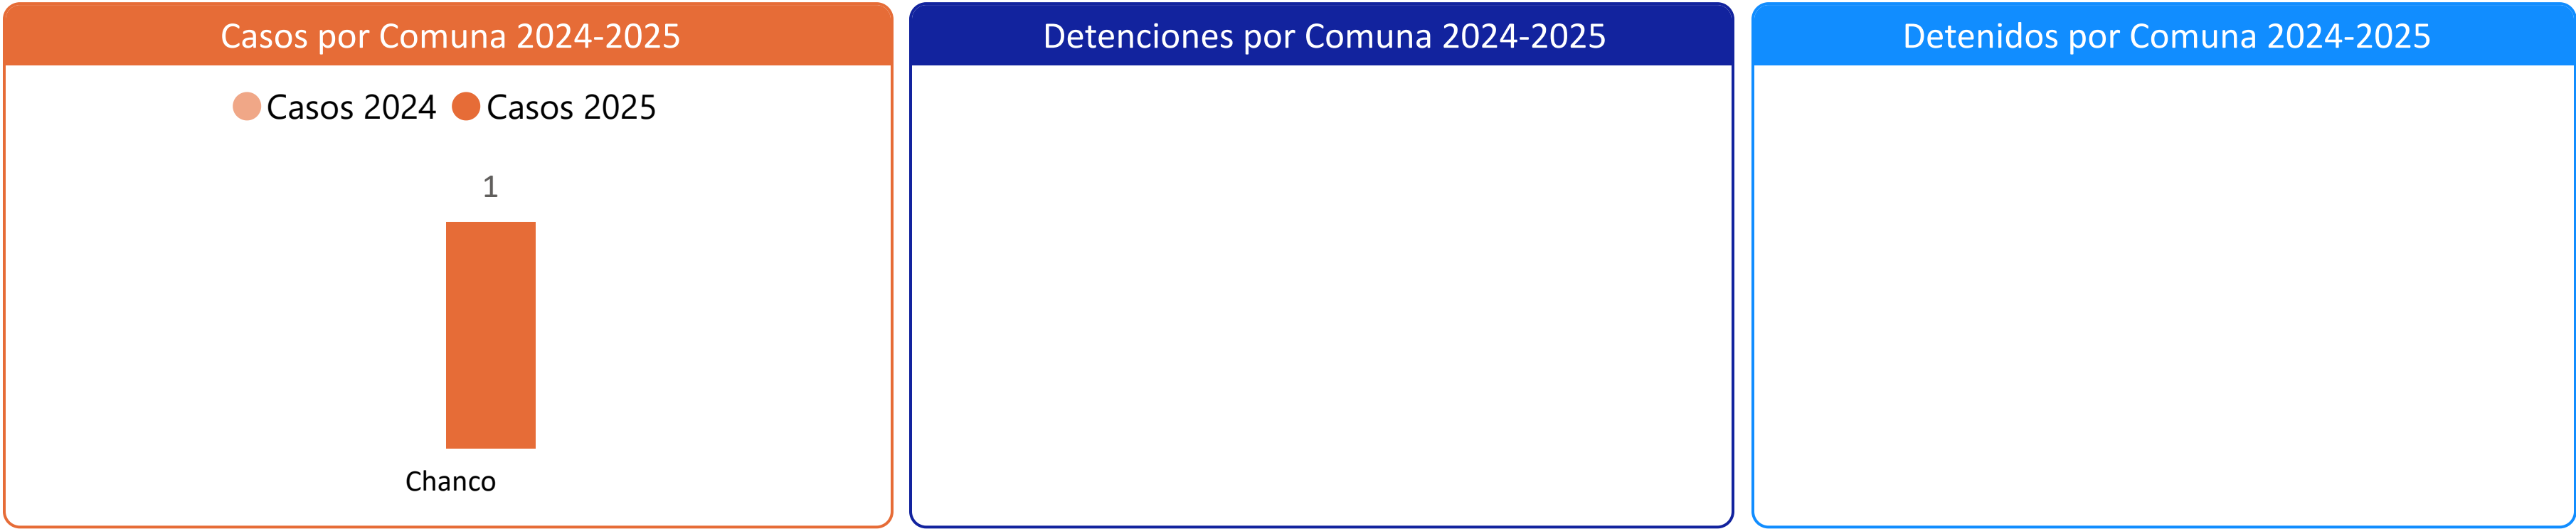 Casos por Comuna 2024-2025
Casos 2024 Casos 2025
1
Chanco
Detenciones por Comuna 2024-2025
Detenidos por Comuna 2024-2025